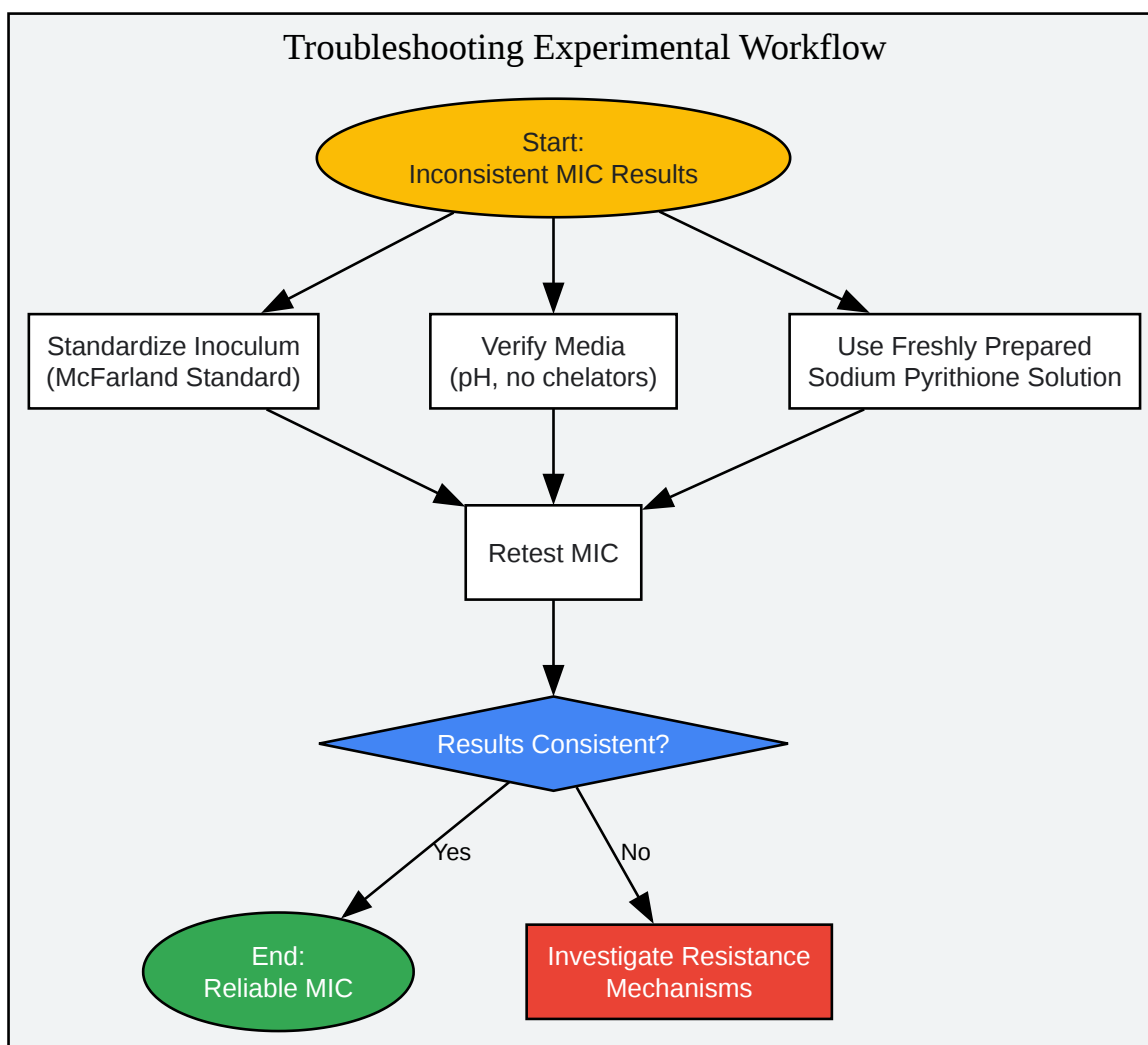 Troubleshooting Experimental Workflow
Start:
Inconsistent MIC Results
Standardize Inoculum
(McFarland Standard)
Verify Media
(pH, no chelators)
Use Freshly Prepared
Sodium Pyrithione Solution
Retest MIC
Results Consistent?
Yes
No
End:
Reliable MIC
Investigate Resistance
Mechanisms